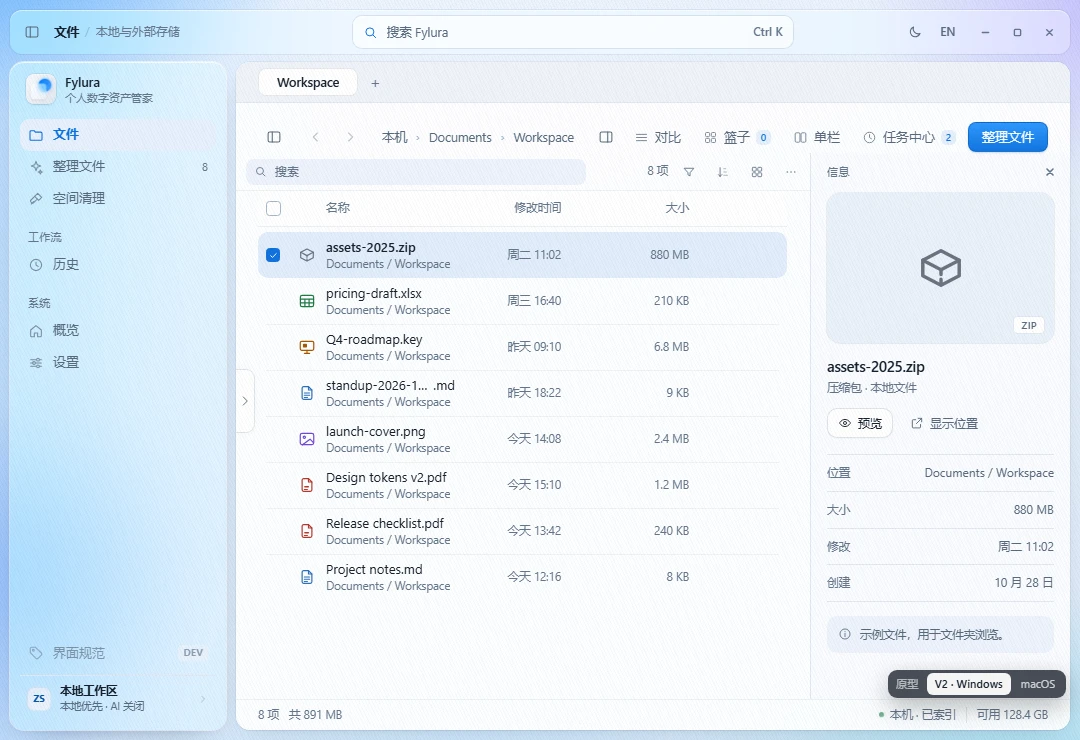 文件 / 本地与外部存储
搜索 Fylura
Ctrl K
EN
Fylura
个人数字资产管家
文件
整理文件 8
空间清理
工作流
历史
系统
概览
设置
界面规范 DEV
ZS
本地工作区
本地优先 · AI 关闭
Workspace +
本机 › Documents › Workspace
对比
篮子 0
单栏
任务中心 2
整理文件
搜索
8 项
名称 修改时间 大小
assets-2025.zip
Documents / Workspace
周二 11:02 880 MB
pricing-draft.xlsx
Documents / Workspace
周三 16:40 210 KB
Q4-roadmap.key
Documents / Workspace
昨天 09:10 6.8 MB
standup-2026-1... .md
Documents / Workspace
昨天 18:22 9 KB
launch-cover.png
Documents / Workspace
今天 14:08 2.4 MB
Design tokens v2.pdf
Documents / Workspace
今天 15:10 1.2 MB
Release checklist.pdf
Documents / Workspace
今天 13:42 240 KB
Project notes.md
Documents / Workspace
今天 12:16 8 KB
信息
ZIP
assets-2025.zip
压缩包 · 本地文件
预览 显示位置
位置 Documents / Workspace
大小 880 MB
修改 周二 11:02
创建 10 月 28 日
示例文件，用于文件夹浏览。
原型 V2 · Windows macOS
8 项 共 891 MB
本机 · 已索引 可用 128.4 GB